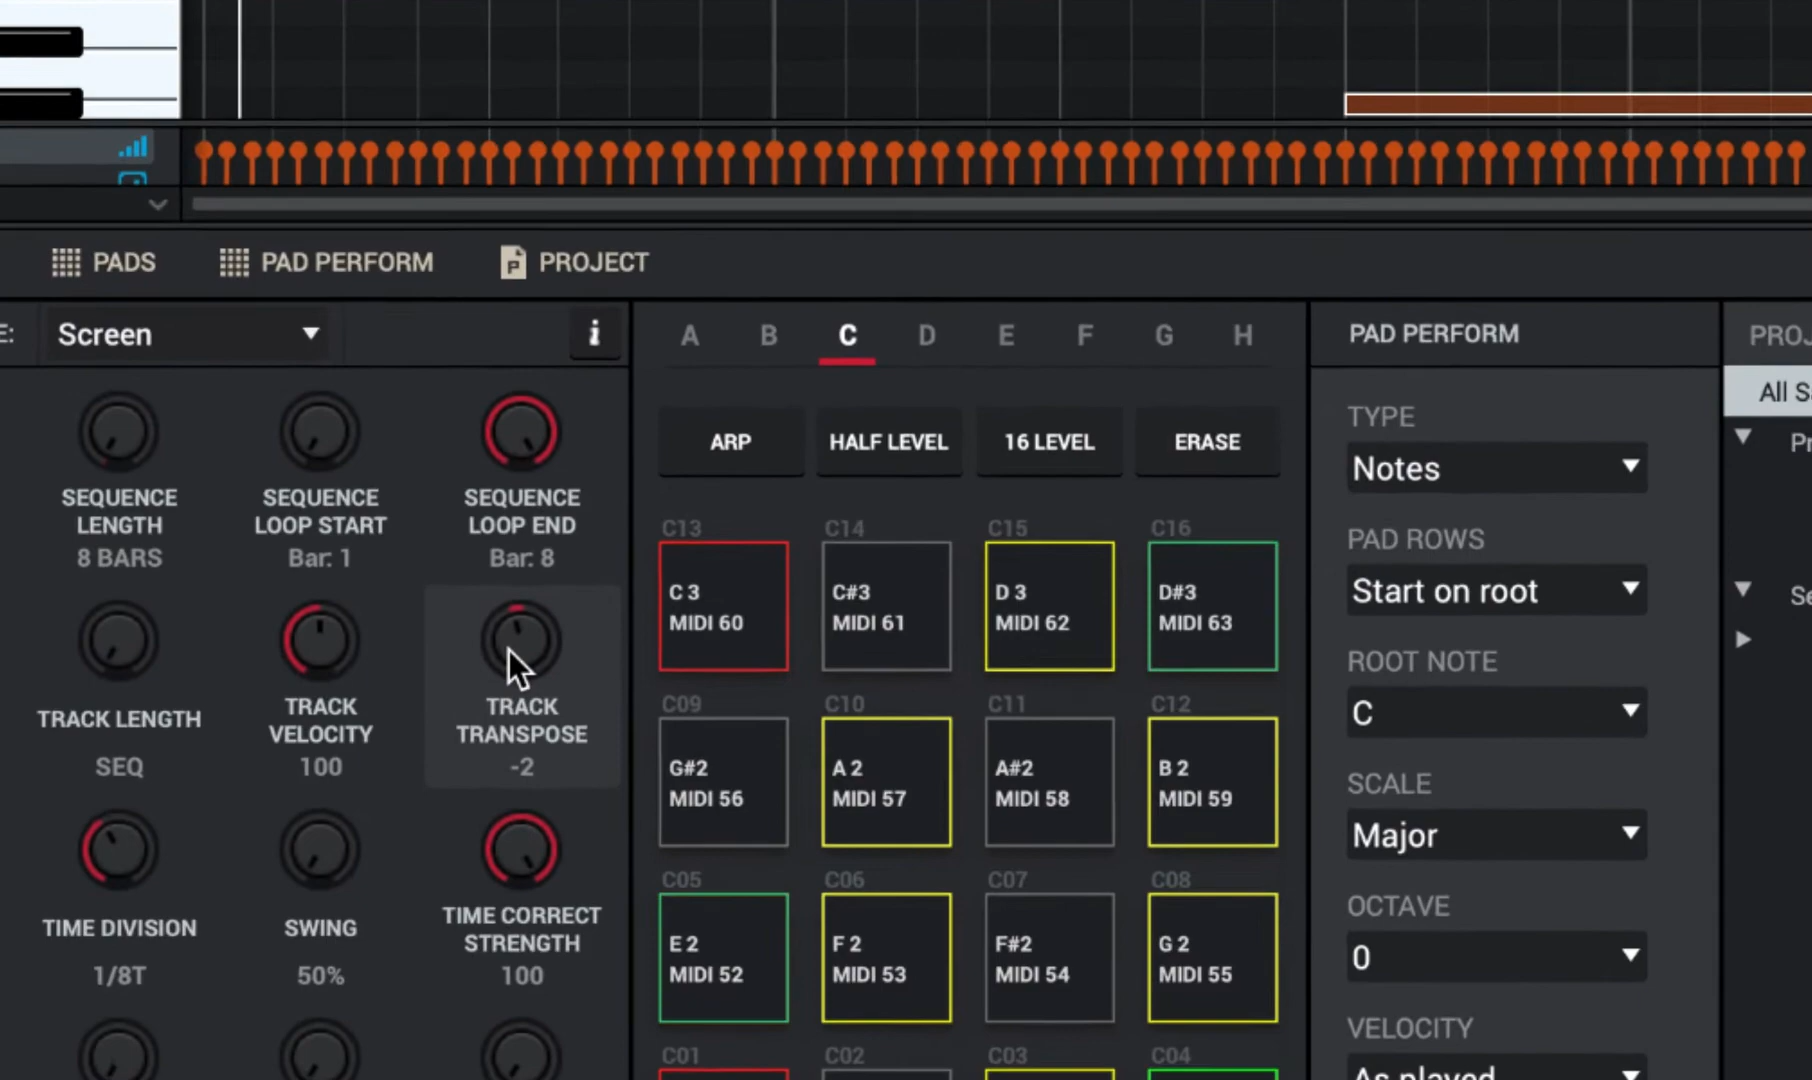 PADS
PAD PERFORM
PROJECT
E:
Screen
i
SEQUENCE
LENGTH
8 BARS
SEQUENCE
LOOP START
Bar: 1
SEQUENCE
LOOP END
Bar: 8
TRACK LENGTH
SEQ
TRACK
VELOCITY
100
TRACK
TRANSPOSE
-2
TIME DIVISION
1/8T
SWING
50%
TIME CORRECT
STRENGTH
100
A B C D E F G H
ARP
HALF LEVEL
16 LEVEL
ERASE
C13
C 3
MIDI 60
C14
C#3
MIDI 61
C15
D 3
MIDI 62
C16
D#3
MIDI 63
C09
G#2
MIDI 56
C10
A 2
MIDI 57
C11
A#2
MIDI 58
C12
B 2
MIDI 59
C05
E 2
MIDI 52
C06
F 2
MIDI 53
C07
F#2
MIDI 54
C08
G 2
MIDI 55
C01
C02
C03
C04
PAD PERFORM
TYPE
Notes
PAD ROWS
Start on root
ROOT NOTE
C
SCALE
Major
OCTAVE
0
VELOCITY
As played
PROJ
All S
Pr
Se